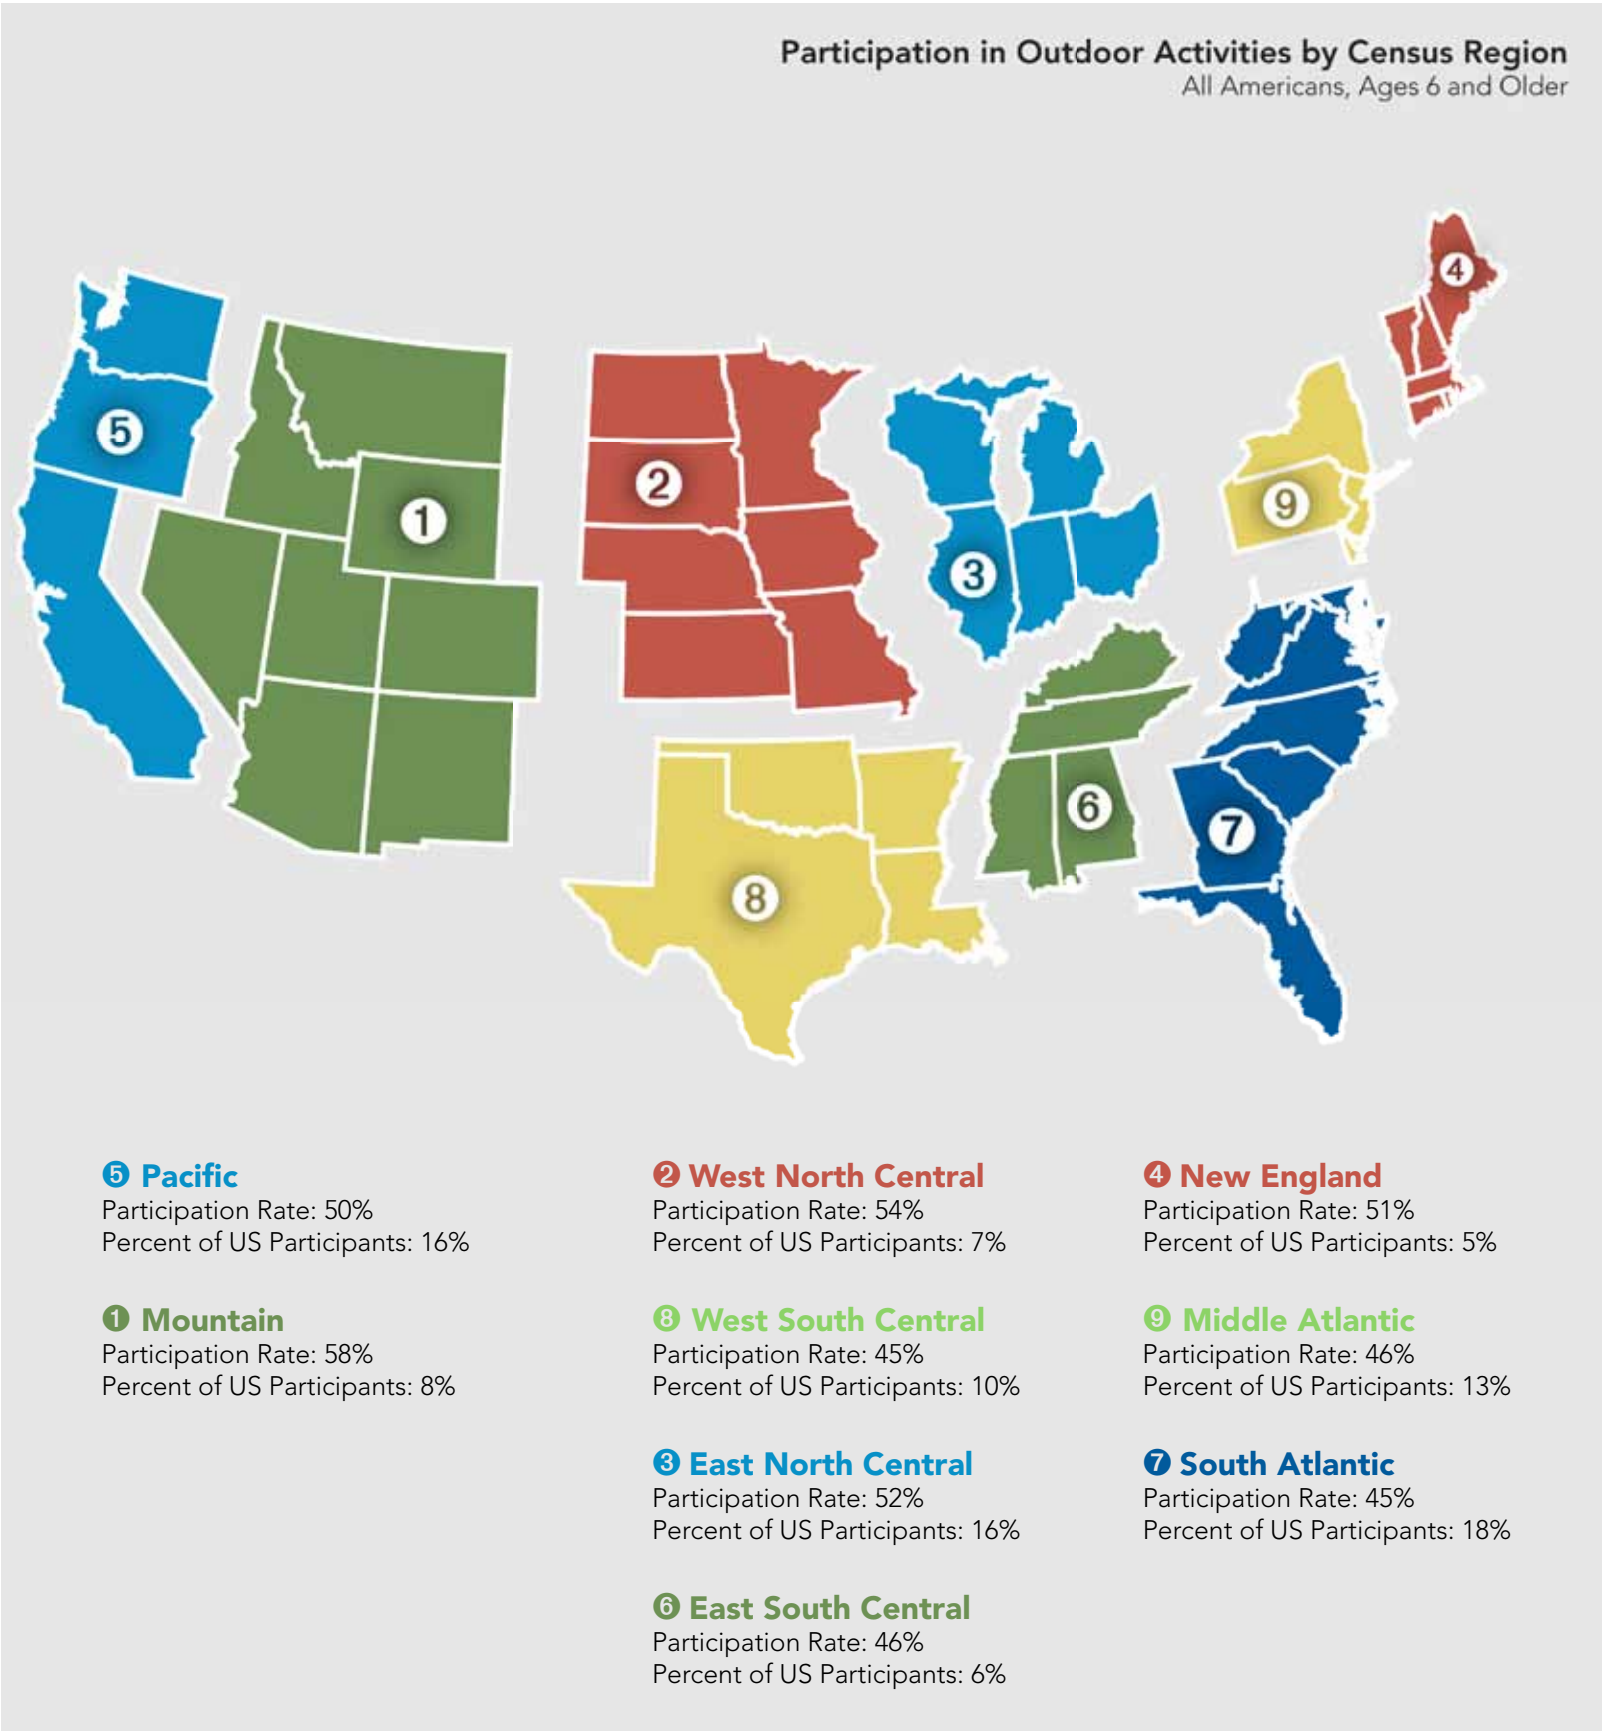 Participation in Outdoor Activities by Census Region
All Americans, Ages 6 and Older
4
5
2
9
1
3
6
7
8
5 Pacific
Participation Rate: 50%
Percent of US Participants: 16%
1 Mountain
Participation Rate: 58%
Percent of US Participants: 8%
2 West North Central
Participation Rate: 54%
Percent of US Participants: 7%
8 West South Central
Participation Rate: 45%
Percent of US Participants: 10%
3 East North Central
Participation Rate: 52%
Percent of US Participants: 16%
6 East South Central
Participation Rate: 46%
Percent of US Participants: 6%
4 New England
Participation Rate: 51%
Percent of US Participants: 5%
9 Middle Atlantic
Participation Rate: 46%
Percent of US Participants: 13%
7 South Atlantic
Participation Rate: 45%
Percent of US Participants: 18%